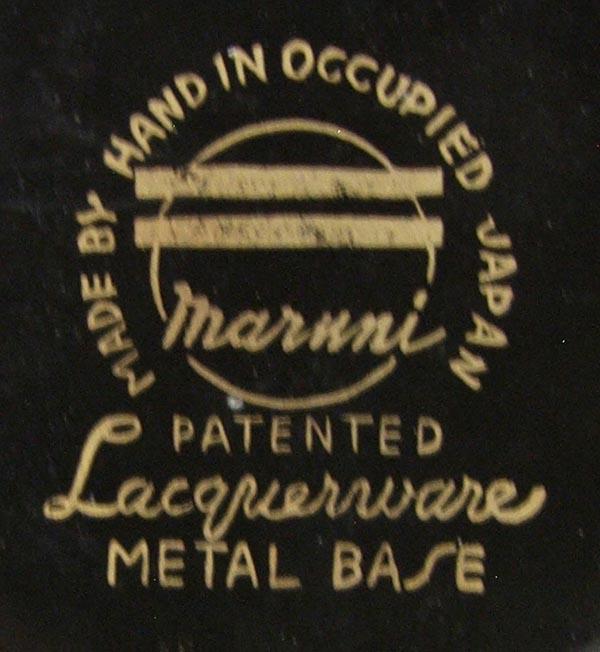 MADE BY HAND IN OCCUPIED JAPAN
Maruni
PATENTED
Lacquerware
METAL BASE